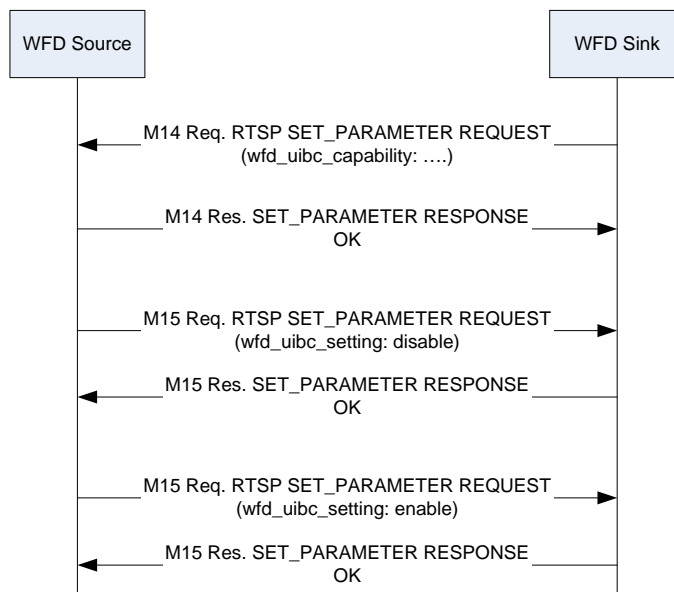 WFD Source
WFD Sink
M14 Req. RTSP SET_PARAMETER REQUEST
(wfd_uibc_capability: ….)
M14 Res. SET_PARAMETER RESPONSE
OK
M15 Req. RTSP SET_PARAMETER REQUEST
(wfd_uibc_setting: disable)
M15 Res. SET_PARAMETER RESPONSE
OK
M15 Req. RTSP SET_PARAMETER REQUEST
(wfd_uibc_setting: enable)
M15 Res. SET_PARAMETER RESPONSE
OK